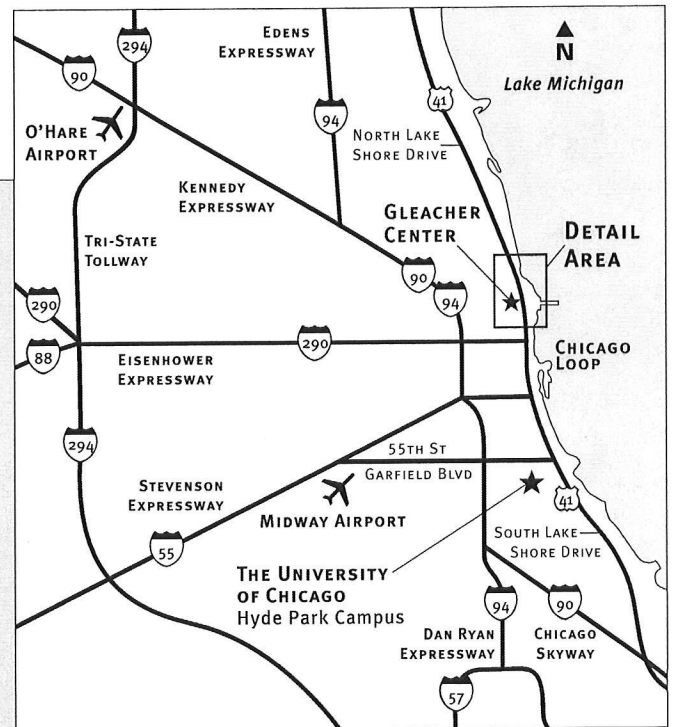 294
EDENS
EXPRESSWAY
N
90
Lake Michigan
41
94
O'HARE
AIRPORT
NORTH LAKE
SHORE DRIVE
KENNEDY
EXPRESSWAY
GLEACHER
CENTER
DETAIL
AREA
TRI-STATE
TOLLWAY
90
94
290
88
EISENHOWER
EXPRESSWAY
290
CHICAGO
LOOP
294
55TH ST
GARFIELD BLVD
STEVENSON
EXPRESSWAY
MIDWAY AIRPORT
41
55
SOUTH LAKE
SHORE DRIVE
THE UNIVERSITY
OF CHICAGO
Hyde Park Campus
94
90
DAN RYAN
EXPRESSWAY
CHICAGO
SKYWAY
57